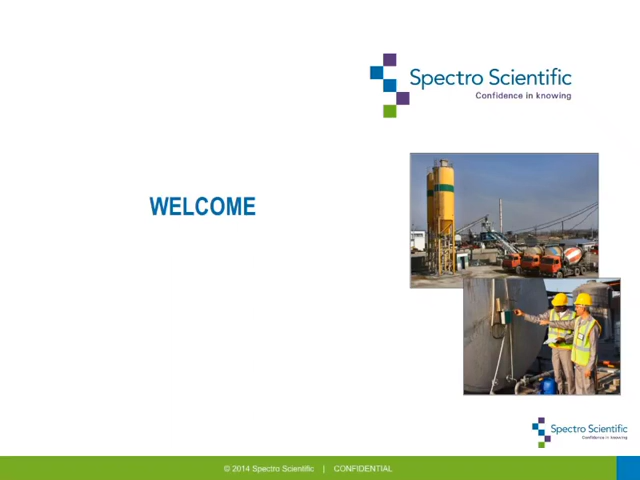 Spectro Scientific
Confidence in knowing
WELCOME
Spectro Scientific
Confidence in knowing
© 2014 Spectro Scientific | CONFIDENTIAL